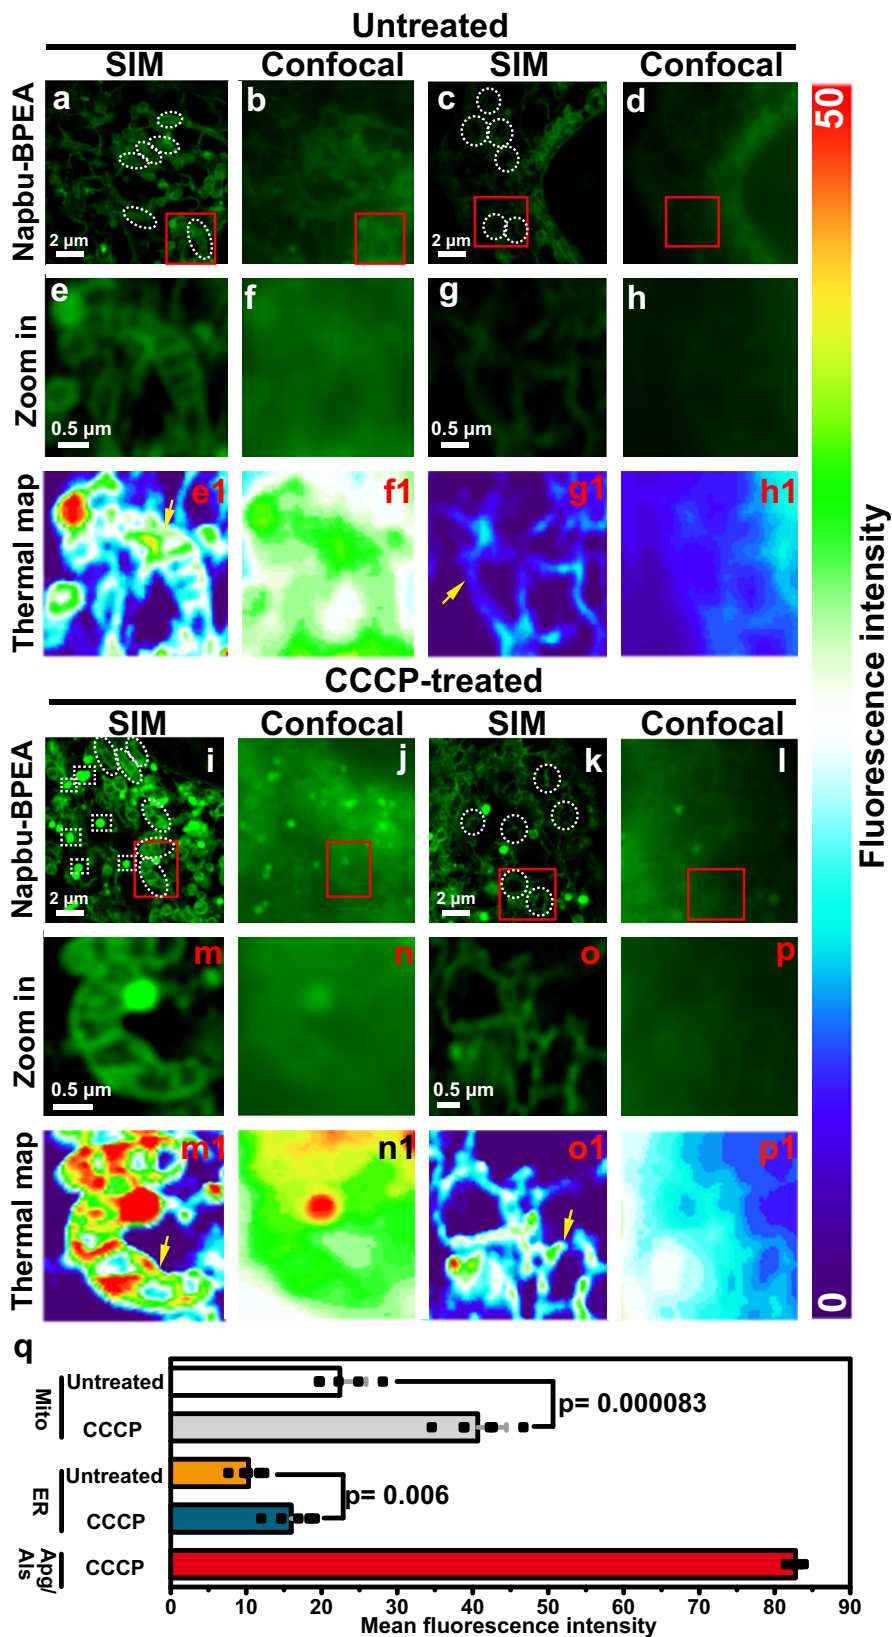 Untreated
SIM Confocal SIM Confocal
Napbu-BPEA
a b c d
2 µm 2 µm
Zoom in
e f g h
0.5 µm 0.5 µm
Thermal map
e1 f1 g1 h1
CCCP-treated
SIM Confocal SIM Confocal
Napbu-BPEA
i j k l
2 µm 2 µm
Zoom in
m n o p
0.5 µm 0.5 µm
Thermal map
m1 n1 o1 p1
50
Fluorescence intensity
0
q
Mito
Untreated
CCCP
p= 0.000083
ER
Untreated
CCCP
p= 0.006
Apg/
Als
CCCP
0 10 20 30 40 50 60 70 80 90
Mean fluorescence intensity